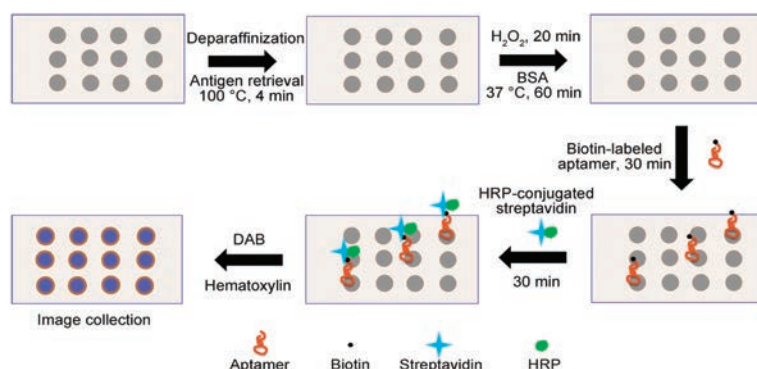 Deparaffinization
Antigen retrieval
100 °C, 4 min
H₂O₂, 20 min
BSA
37 °C, 60 min
Biotin-labeled
aptamer, 30 min
HRP-conjugated
streptavidin
30 min
DAB
Hematoxylin
Image collection
Aptamer Biotin Streptavidin HRP